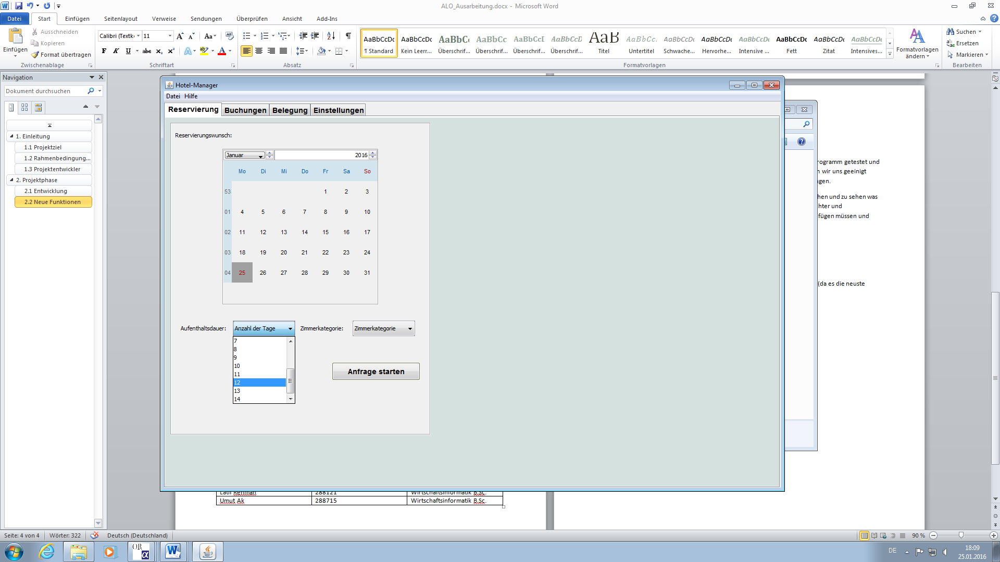 ALO_Ausarbeitung.docx - Microsoft Word
Datei Start Einfügen Seitenlayout Verweise Sendungen Überprüfen Ansicht Add-Ins
Einfügen
Ausschneiden
Kopieren
Format übertragen
Zwischenablage
Calibri (Textk 11
F K U abc x₂ x²
Schriftart
Absatz
AaBbCcDc AaBbCcDc AaBbC AaBbCc AaBbCcI AaBbCcD AaB AaBbCc. AaBbCcDc AaBbCcDc AaBbCcDc AaBbCcDc AaBbCcDc AaBbCcDc
¶ Standard Kein Leerr... Überschrif... Überschrif... Überschrif... Überschrif... Titel Untertitel Schwache... Hervorhe... Intensive ... Fett Zitat Intensives...
Formatvorlagen
Formatvorlagen
ändern
Suchen
Ersetzen
Markieren
Bearbeiten
Navigation
Dokument durchsuchen
1. Einleitung
1.1 Projektziel
1.2 Rahmenbedingung...
1.3 Projektentwickler
2. Projektphase
2.1 Entwicklung
2.2 Neue Funktionen
Hotel-Manager
Datei Hilfe
Reservierung Buchungen Belegung Einstellungen
Reservierungswunsch:
Januar 2016
Mo Di Mi Do Fr Sa So
53 1 2 3
01 4 5 6 7 8 9 10
02 11 12 13 14 15 16 17
03 18 19 20 21 22 23 24
04 25 26 27 28 29 30 31
Aufenthaltsdauer: Anzahl der Tage Zimmerkategorie: Zimmerkategorie
7
8
9
10
11
12
13
14
Anfrage starten
rogramm getestet und
n wir uns geeinigt
ngen.
hen und zu sehen was
hter und
fügen müssen und
(da es die neuste
Latif Rehman 288121 Wirtschaftsinformatik B.Sc.
Umut Ak 288715 Wirtschaftsinformatik B.Sc.
Seite: 4 von 4 Wörter: 322 Deutsch (Deutschland) 90 %
OR α
DE
18:09
25.01.2016